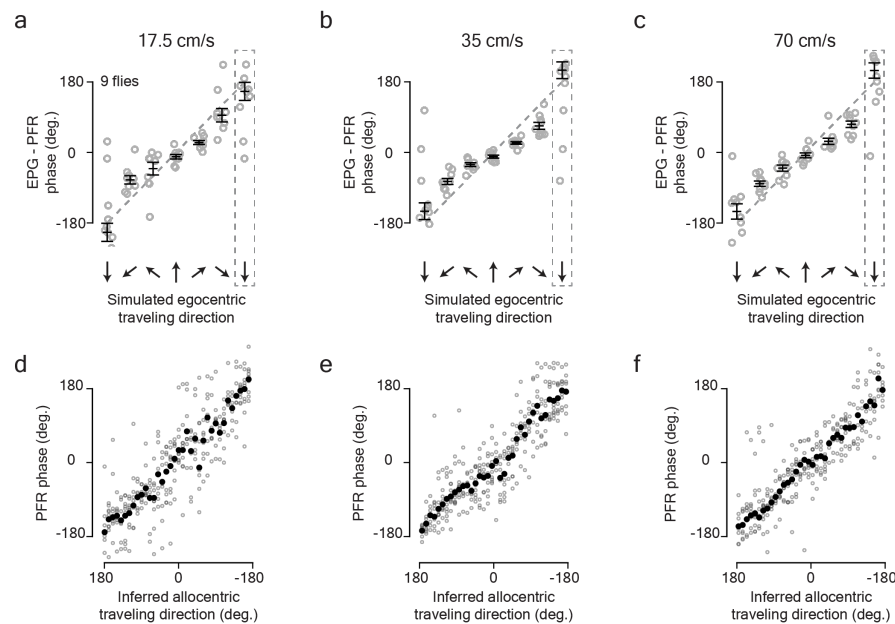 a
b
c
17.5 cm/s
35 cm/s
70 cm/s
9 flies
180
0
-180
EPG - PFR
phase (deg.)
Simulated egocentric
traveling direction
180
0
-180
EPG - PFR
phase (deg.)
Simulated egocentric
traveling direction
180
0
-180
EPG - PFR
phase (deg.)
Simulated egocentric
traveling direction
d
e
f
180
0
-180
PFR phase (deg.)
180 0 -180
Inferred allocentric
traveling direction (deg.)
180
0
-180
PFR phase (deg.)
180 0 -180
Inferred allocentric
traveling direction (deg.)
180
0
-180
PFR phase (deg.)
180 0 -180
Inferred allocentric
traveling direction (deg.)